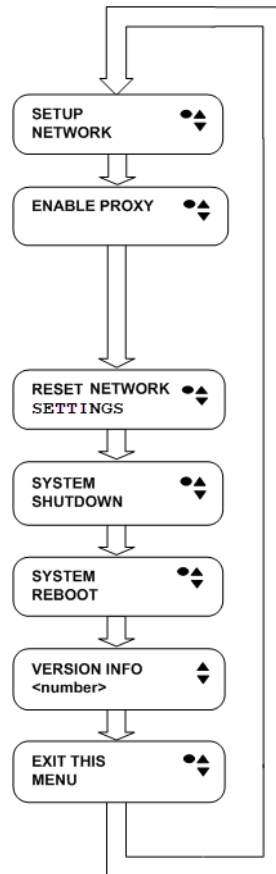 SETUP
NETWORK
ENABLE PROXY
RESET NETWORK
SETTINGS
SYSTEM
SHUTDOWN
SYSTEM
REBOOT
VERSION INFO
<number>
EXIT THIS
MENU